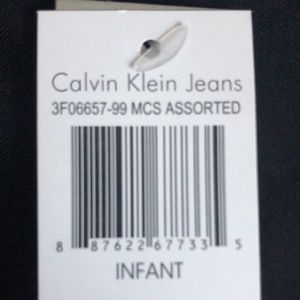 Calvin Klein Jeans
3F06657-99 MCS ASSORTED
8 87622 67733 5
INFANT